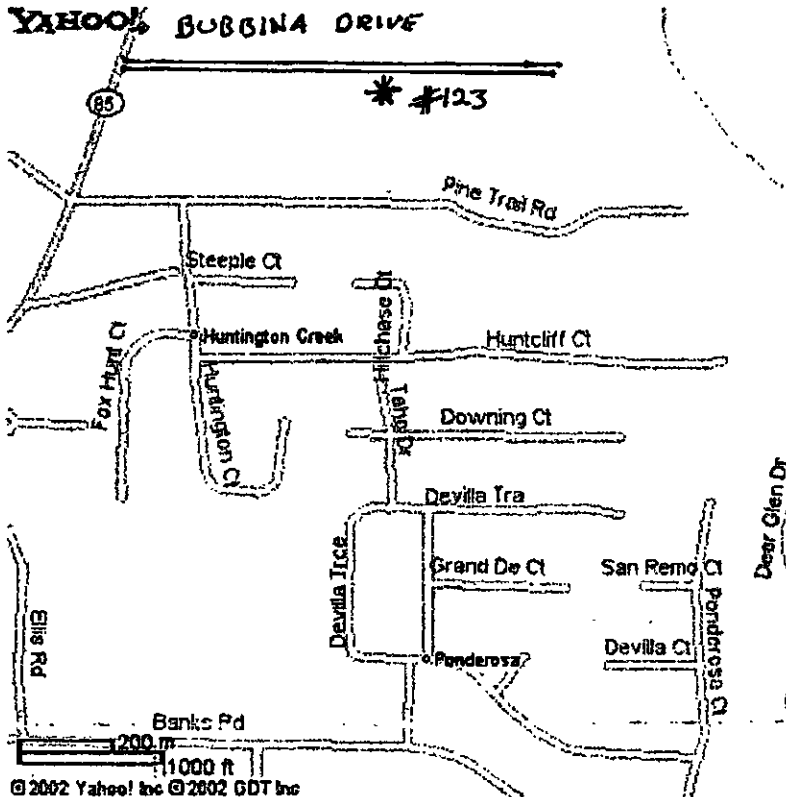 YAHOO! BUBBINA DRIVE
85
* #123
Pine Trail Rd
Steeple Ct
Hillchase Ct
Huntington Creek
Huntcliff Ct
Fox Hunt Ct
Huntington Ct
Tahoe Dr
Downing Ct
Devilla Tra
Deer Glen Dr
Devilla Trce
Grand De Ct
San Remo Ct
Ponderosa Ct
Ellis Rd
Devilla Ct
Ponderosa
Banks Rd
200 m
1000 ft
©2002 Yahoo! Inc ©2002 GDT Inc